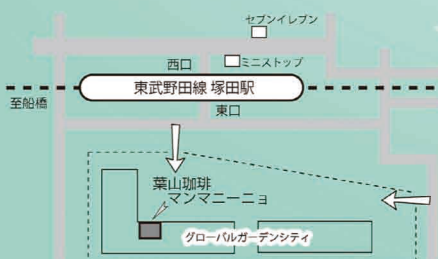 セブンイレブン
西口
ミニストップ
東武野田線 塚田駅
至船橋
東口
葉山珈琲
マンマニーニョ
グローバルガーデンシティ